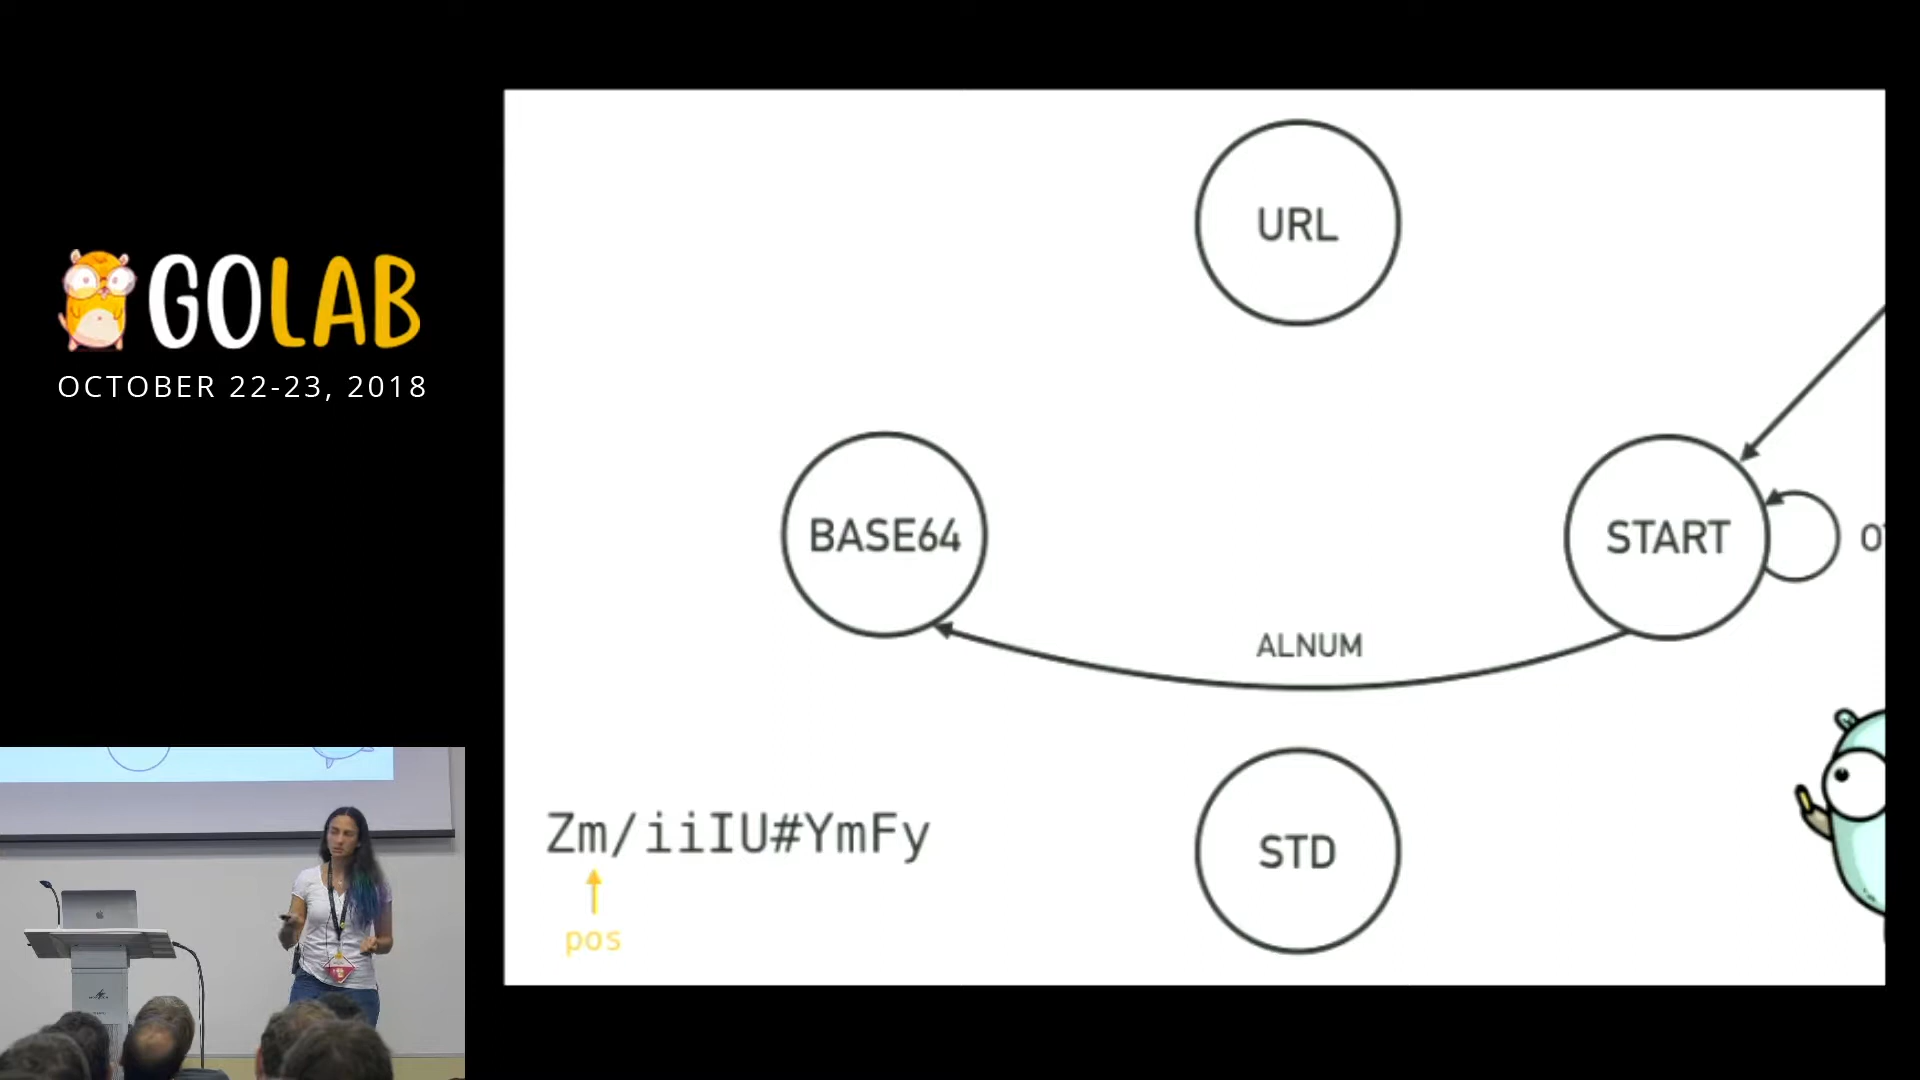 GOLAB
OCTOBER 22-23, 2018
URL
BASE64
START
ALNUM
STD
Zm/iiIU#YmFy
pos